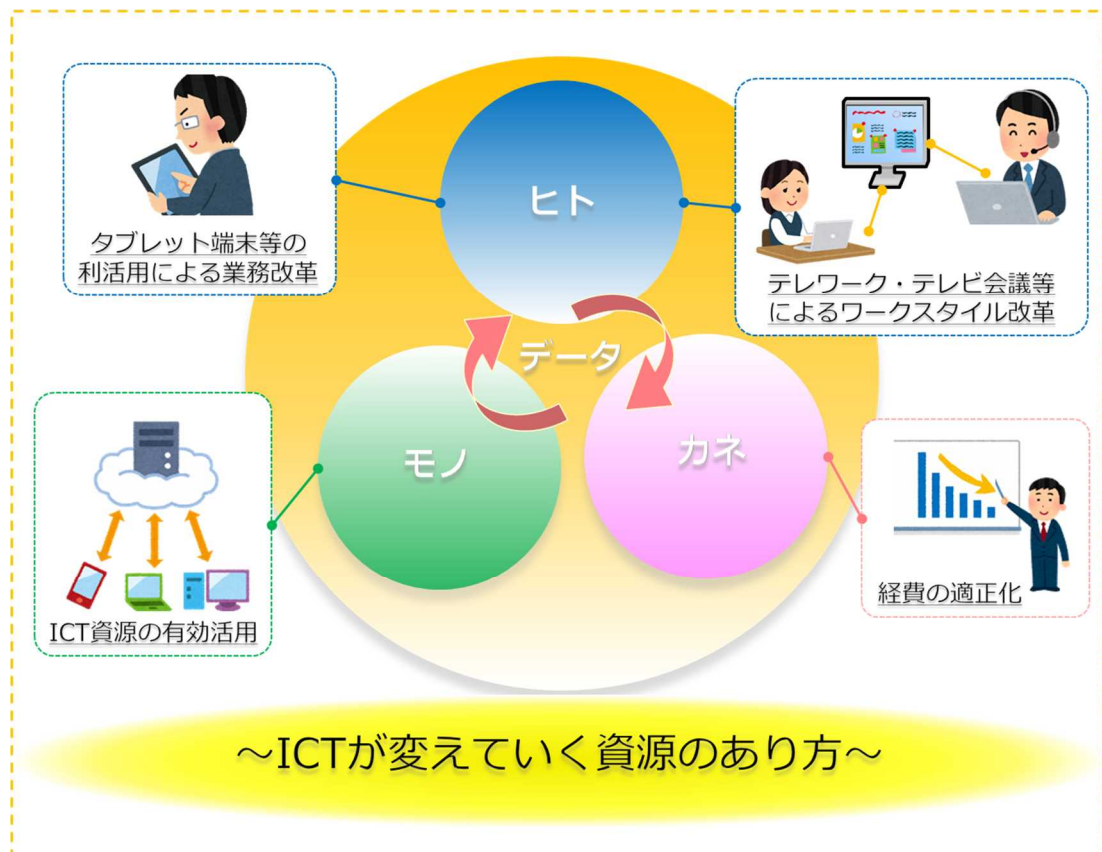 ヒト
タブレット端末等の
利活用による業務改革
テレワーク・テレビ会議等
によるワークスタイル改革
データ
モノ
カネ
ICT資源の有効活用
経費の適正化
～ICTが変えていく資源のあり方～